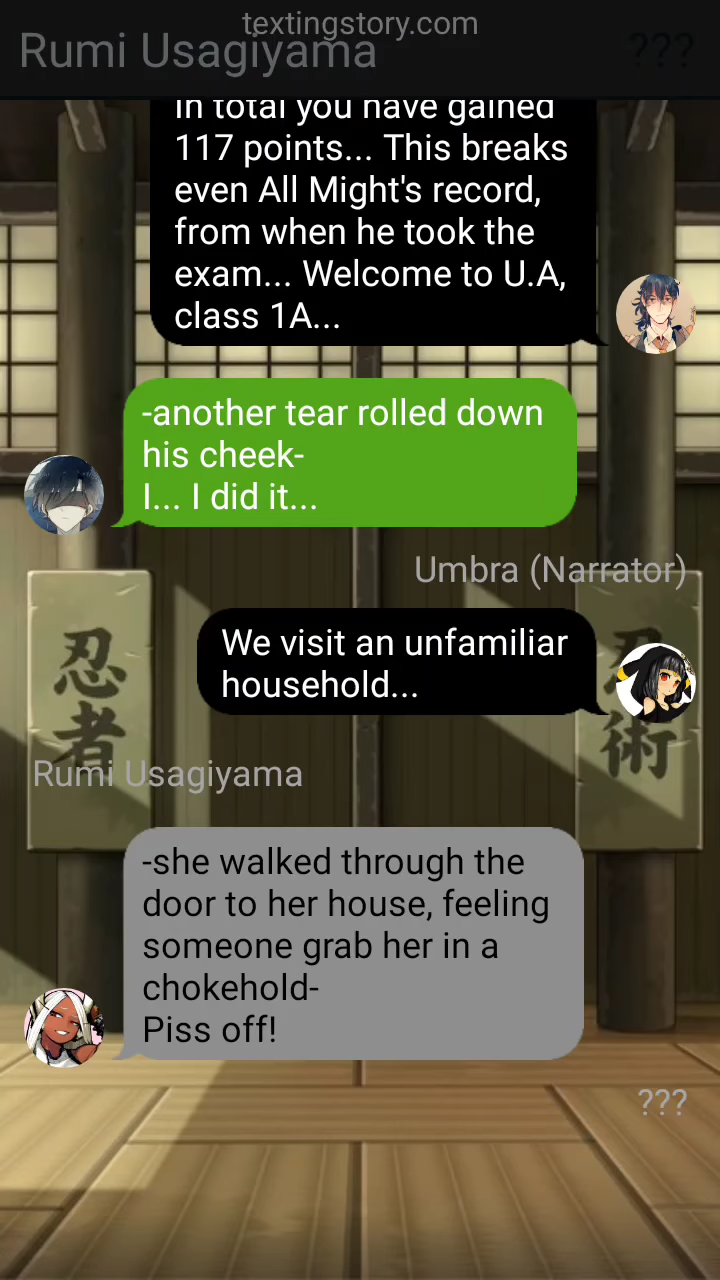 textingstory.com
Rumi Usagiyama
???
in total you have gained
117 points... This breaks
even All Might's record,
from when he took the
exam... Welcome to U.A,
class 1A...
-another tear rolled down
his cheek-
I... I did it...
Umbra (Narrator)
We visit an unfamiliar
household...
忍者
術
Rumi Usagiyama
-she walked through the
door to her house, feeling
someone grab her in a
chokehold-
Piss off!
???